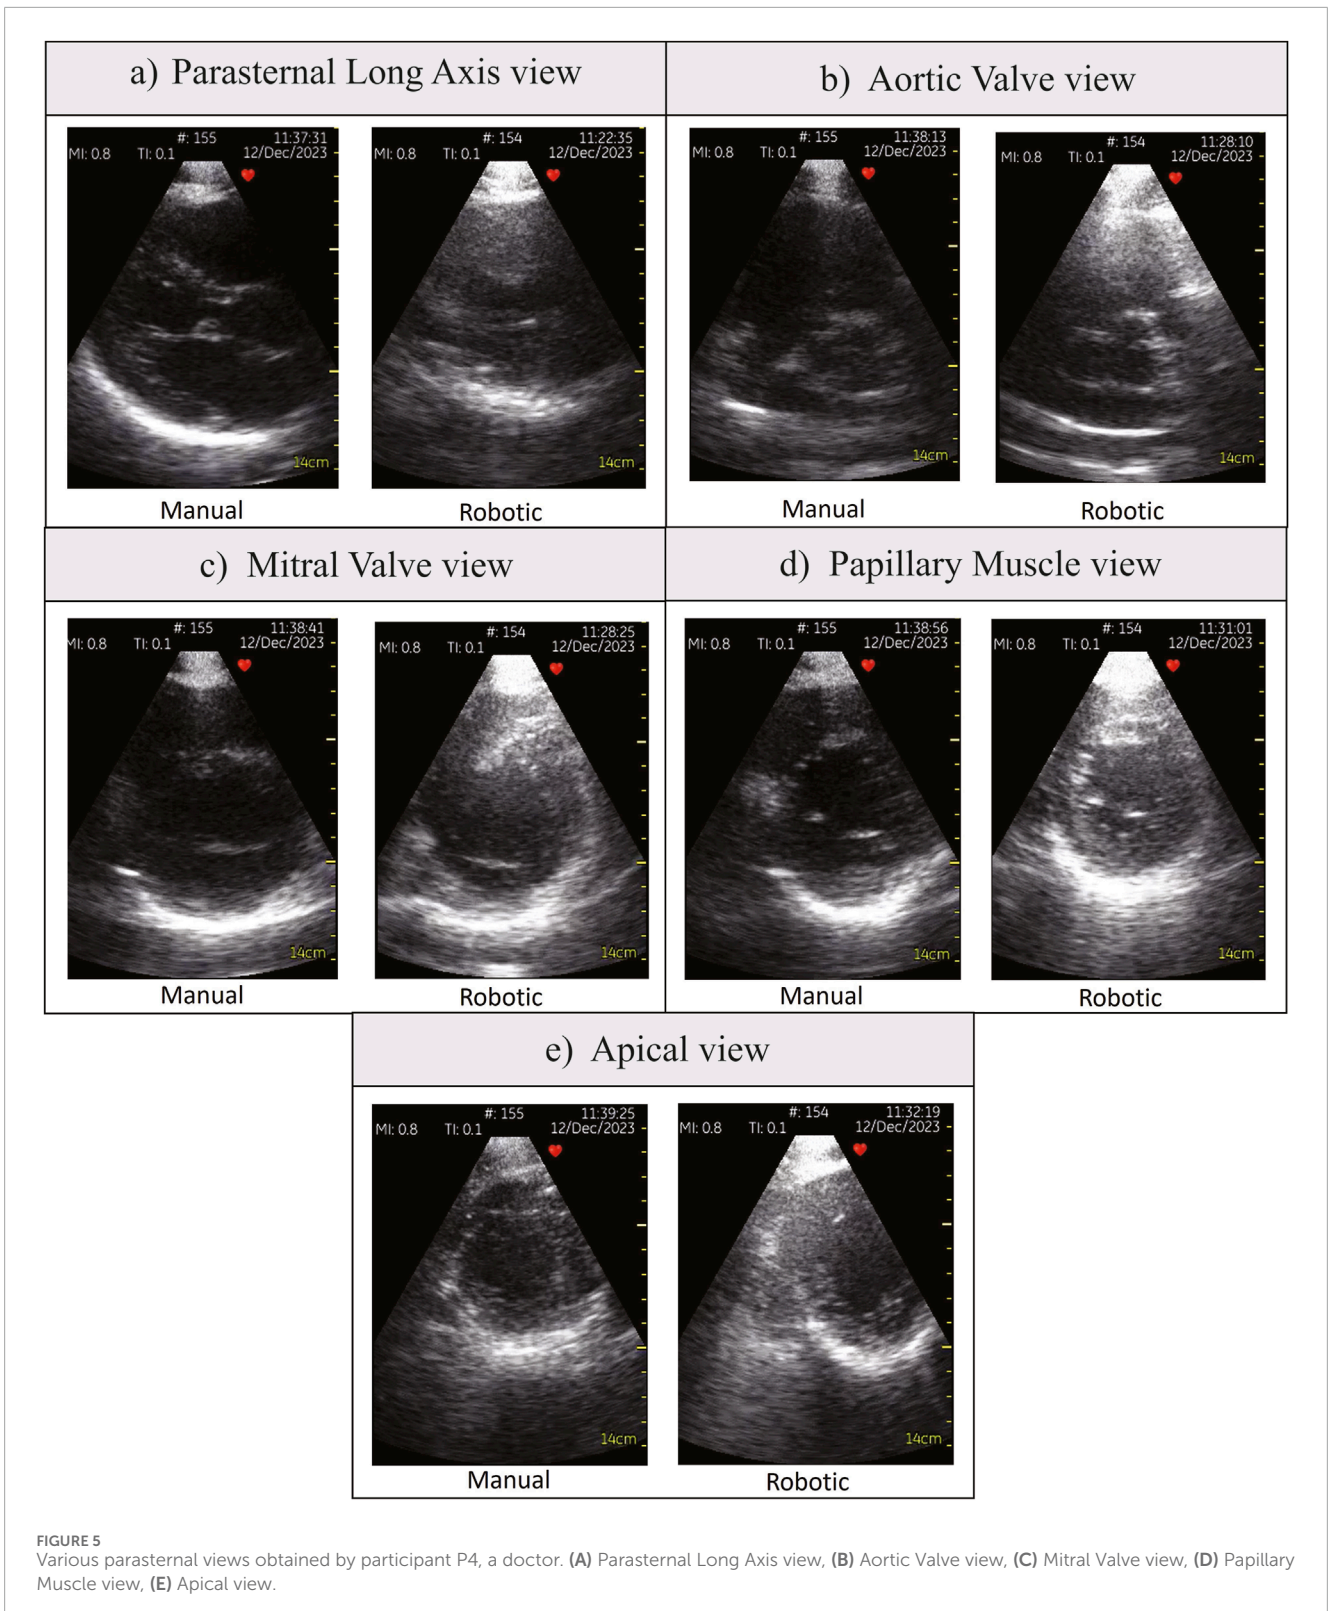 a) Parasternal Long Axis view
b) Aortic Valve view
#: 155 11:37:31
MI: 0.8 TI: 0.1 12/Dec/2023
14cm
Manual
#: 154 11:22:35
MI: 0.8 TI: 0.1 12/Dec/2023
14cm
Robotic
#: 155 11:38:13
MI: 0.8 TI: 0.1 12/Dec/2023
14cm
Manual
#: 154 11:28:10
MI: 0.8 TI: 0.1 12/Dec/2023
14cm
Robotic
c) Mitral Valve view
d) Papillary Muscle view
#: 155 11:38:41
MI: 0.8 TI: 0.1 12/Dec/2023
14cm
Manual
#: 154 11:28:25
MI: 0.8 TI: 0.1 12/Dec/2023
14cm
Robotic
#: 155 11:38:56
MI: 0.8 TI: 0.1 12/Dec/2023
14cm
Manual
#: 154 11:31:01
MI: 0.8 TI: 0.1 12/Dec/2023
14cm
Robotic
e) Apical view
#: 155 11:39:25
MI: 0.8 TI: 0.1 12/Dec/2023
14cm
Manual
#: 154 11:32:19
MI: 0.8 TI: 0.1 12/Dec/2023
14cm
Robotic
FIGURE 5
Various parasternal views obtained by participant P4, a doctor. (A) Parasternal Long Axis view, (B) Aortic Valve view, (C) Mitral Valve view, (D) Papillary
Muscle view, (E) Apical view.